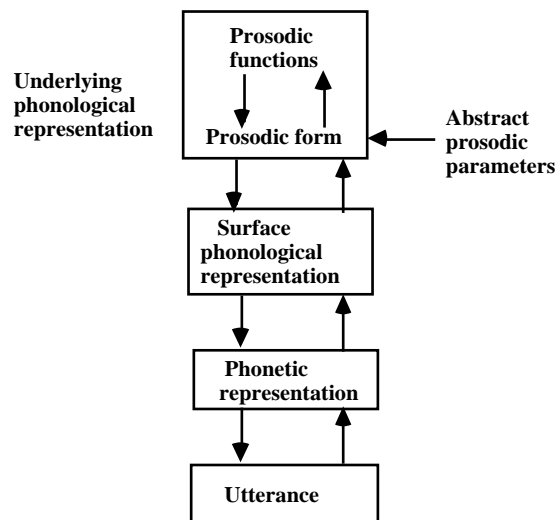 Prosodic
functions
Underlying
phonological
representation
Prosodic form
Abstract
prosodic
parameters
Surface
phonological
representation
Phonetic
representation
Utterance